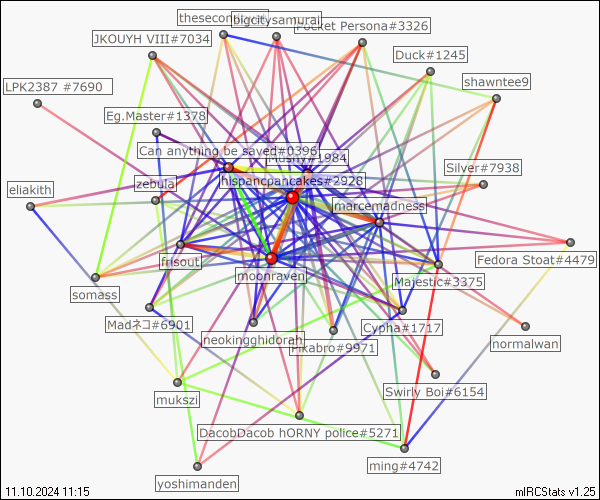 thesecon
bigcitysamurai
Pocket Persona#3326
JKOUYH VIII#7034
Duck#1245
LPK2387 #7690
shawntee9
Eg.Master#1378
Can anything be saved#0396
Mushy#1984
Silver#7938
hispancpancakes#2928
zebula
eliakith
marcemadness
frisout
Fedora Stoat#4479
moonraven
Majestic#3375
somass
Madネコ#6901
Cypha#1717
neokingghidorah
Pikabro#9971
normalwan
Swirly Boi#6154
mukszi
DacobDacob hORNY police#5271
ming#4742
yoshimanden
11.10.2024 11:15
mIRCStats v1.25